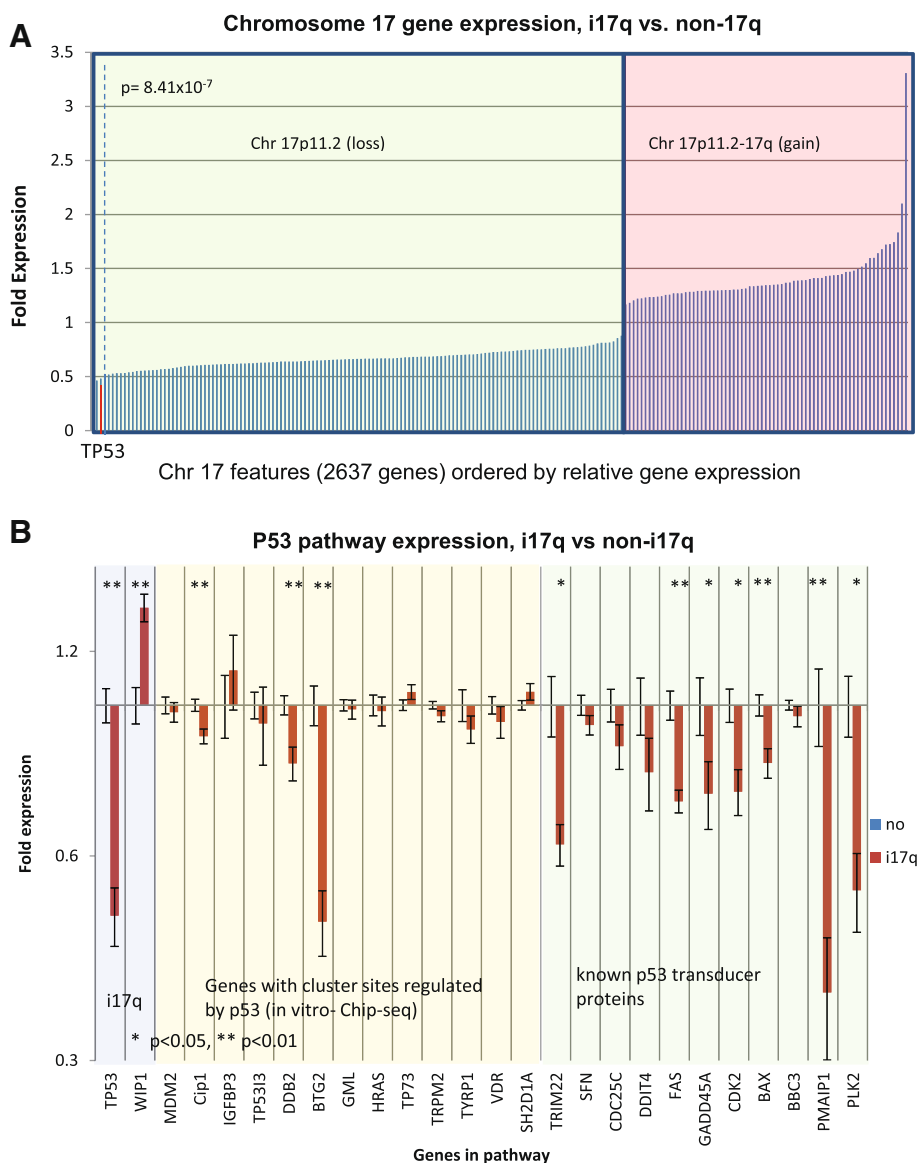 A
Chromosome 17 gene expression, i17q vs. non-17q
3.5
3
2.5
2
1.5
1
0.5
0
Fold Expression
p= 8.41x10-7
Chr 17p11.2 (loss)
Chr 17p11.2-17q (gain)
TP53
Chr 17 features (2637 genes) ordered by relative gene expression
B
P53 pathway expression, i17q vs non-i17q
** ** ** ** ** * ** * * ** ** *
1.2
0.6
0.3
Fold expression
no
i17q
i17q
Genes with cluster sites regulated
by p53 (in vitro- Chip-seq)
known p53 transducer
proteins
* p<0.05, ** p<0.01
TP53
WIP1
MDM2
Cip1
IGFBP3
TP53I3
DDB2
BTG2
GML
HRAS
TP73
TRPM2
TYRP1
VDR
SH2D1A
TRIM22
SFN
CDC25C
DDIT4
FAS
GADD45A
CDK2
BAX
BBC3
PMAIP1
PLK2
Genes in pathway